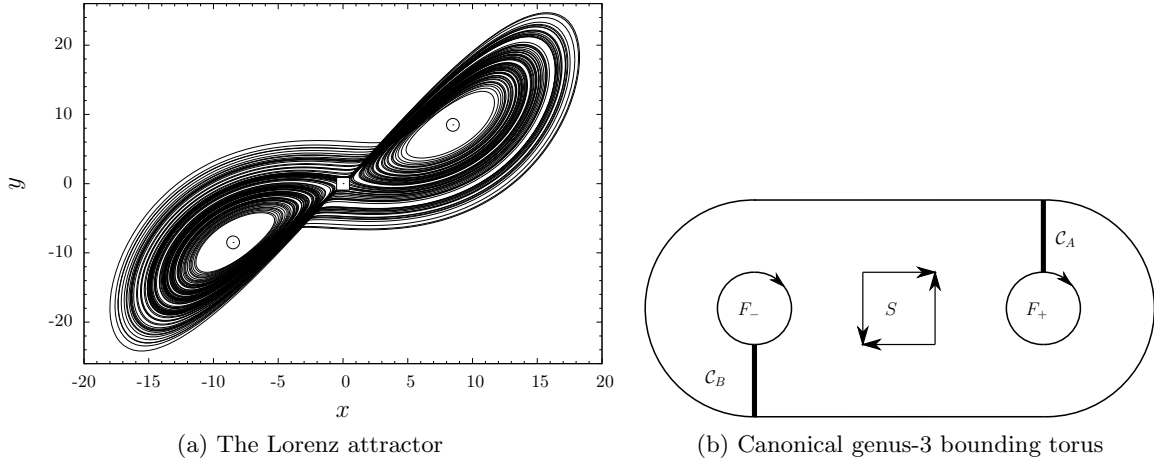 20
10
0
-10
-20
y
-20 -15 -10 -5 0 5 10 15 20
x
(a) The Lorenz attractor
C_A
F_- S F_+
C_B
(b) Canonical genus-3 bounding torus